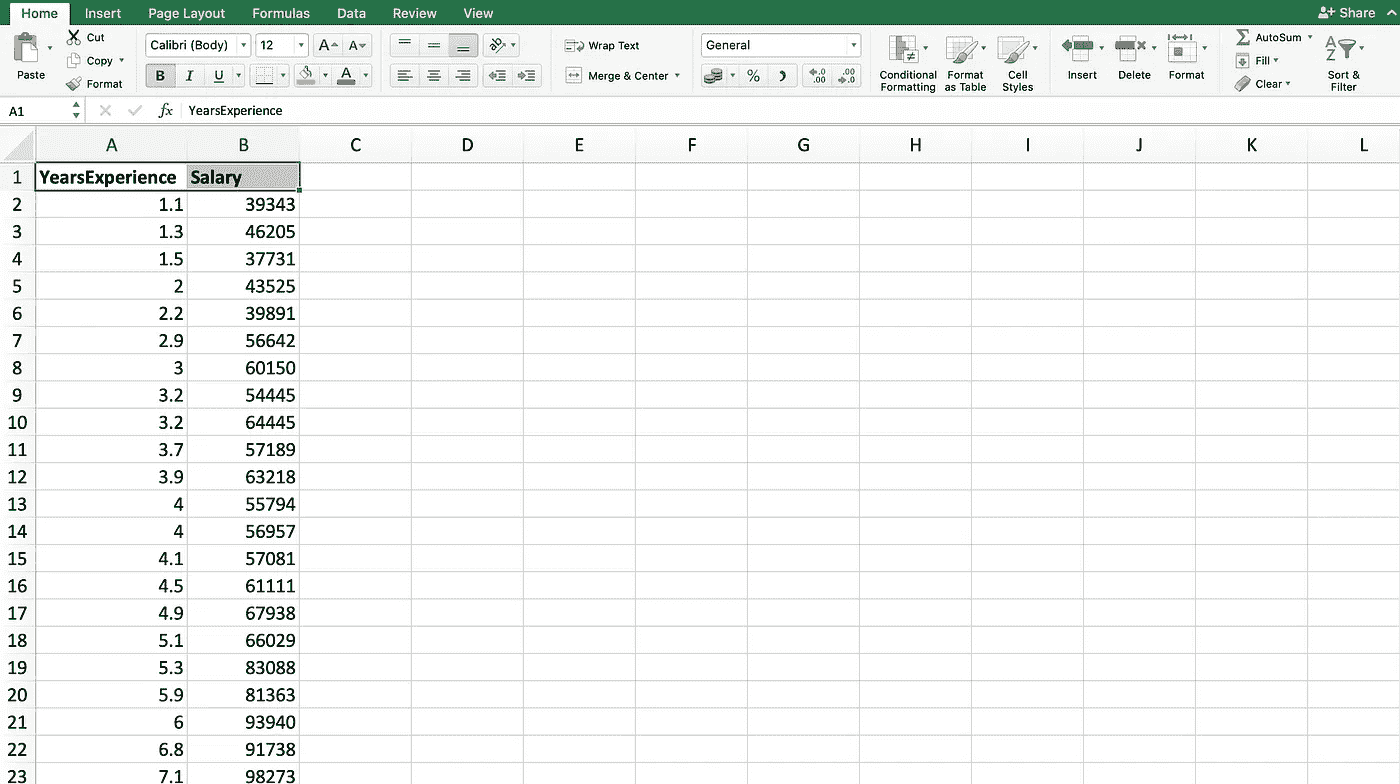 Home Insert Page Layout Formulas Data Review View Share
Cut
Copy
Format
Paste
Calibri (Body) 12 A A
B I U A
ab
Wrap Text
Merge & Center
General
% .0 .00 .00 .0
Conditional Formatting
Format as Table
Cell Styles
Insert Delete Format
AutoSum
Fill
Clear
A Z
Sort & Filter
A1 fx YearsExperience
A B C D E F G H I J K L
1 YearsExperience Salary
2 1.1 39343
3 1.3 46205
4 1.5 37731
5 2 43525
6 2.2 39891
7 2.9 56642
8 3 60150
9 3.2 54445
10 3.2 64445
11 3.7 57189
12 3.9 63218
13 4 55794
14 4 56957
15 4.1 57081
16 4.5 61111
17 4.9 67938
18 5.1 66029
19 5.3 83088
20 5.9 81363
21 6 93940
22 6.8 91738
23 7.1 98273